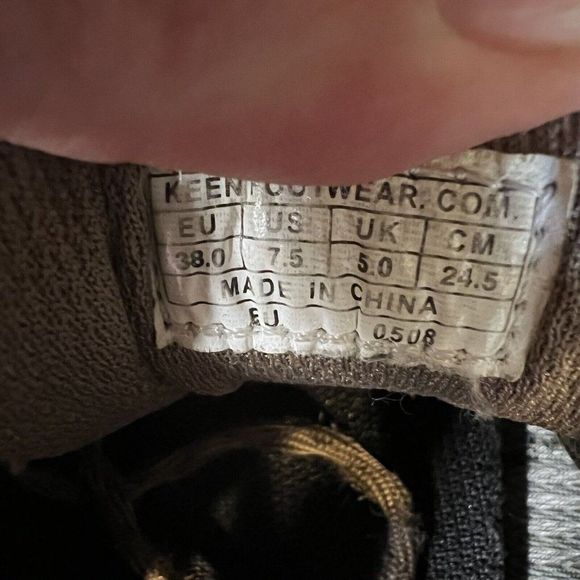 KEENFOOTWEAR.COM.
EU US UK CM
38.0 7.5 5.0 24.5
MADE IN CHINA
EJ 0508